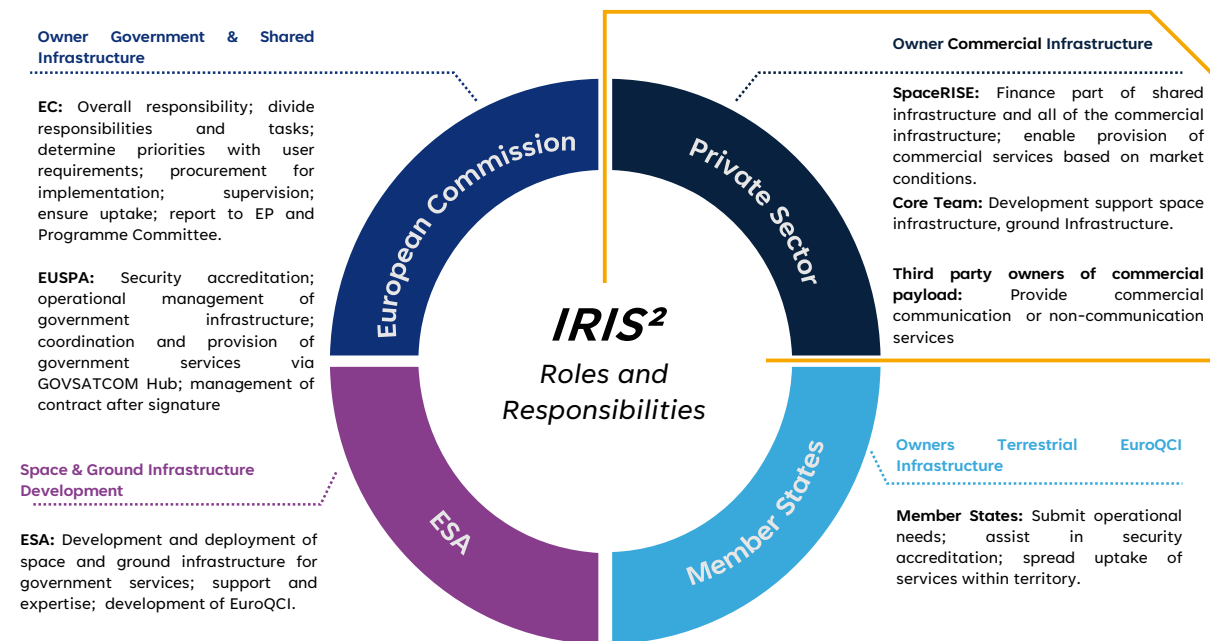 Owner Government & Shared
Infrastructure
EC: Overall responsibility; divide
responsibilities and tasks;
determine priorities with user
requirements; procurement for
implementation; supervision;
ensure uptake; report to EP and
Programme Committee.
EUSPA: Security accreditation;
operational management of
government infrastructure;
coordination and provision of
government services via
GOVSATCOM Hub; management of
contract after signature
Space & Ground Infrastructure
Development
ESA: Development and deployment of
space and ground infrastructure for
government services; support and
expertise; development of EuroQCI.
European Commission
Private Sector
ESA
Member States
IRIS²
Roles and
Responsibilities
Owner Commercial Infrastructure
SpaceRISE: Finance part of shared
infrastructure and all of the commercial
infrastructure; enable provision of
commercial services based on market
conditions.
Core Team: Development support space
infrastructure, ground Infrastructure.
Third party owners of commercial
payload: Provide commercial
communication or non-communication
services
Owners Terrestrial EuroQCI
Infrastructure
Member States: Submit operational
needs; assist in security
accreditation; spread uptake of
services within territory.